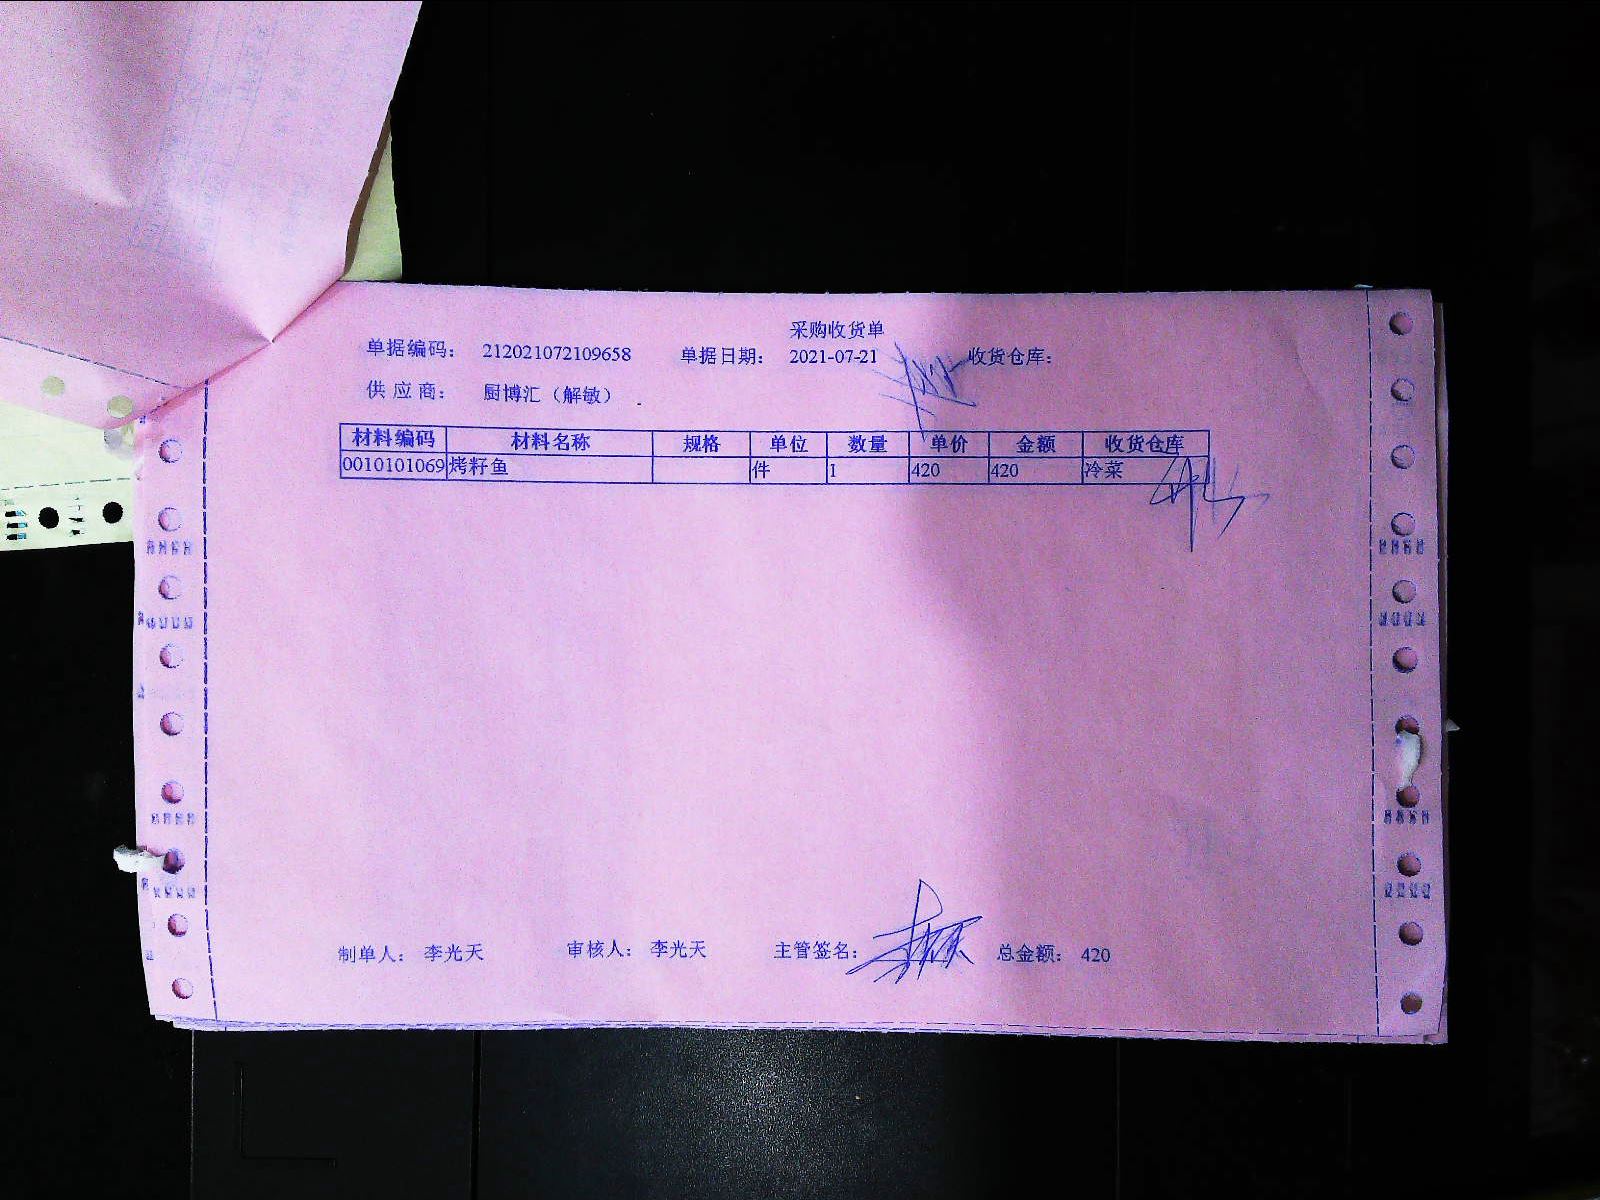 采购收货单
单据编码： 212021072109658 单据日期： 2021-07-21 收货仓库：
供应商： 厨博汇（解敏）
材料编码 材料名称 规格 单位 数量 单价 金额 收货仓库
0010101069 烤籽鱼 件 1 420 420 冷菜
制单人： 李光天 审核人： 李光天 主管签名： 总金额： 420